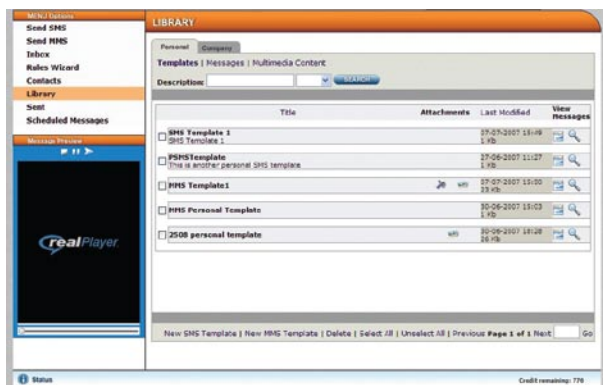 MENU Options
Send SMS
Send MMS
Inbox
Rules Wizard
Contacts
Library
Sent
Scheduled Messages
Message Preview
realPlayer.
LIBRARY
Personal Company
Templates | Messages | Multimedia Content
Description: SEARCH
Title Attachments Last Modified View Messages
SMS Template 1 07-07-2007 15:49
SMS Template 1 1 Kb
PSMSTemplate 27-06-2007 11:27
This is another personal SMS template 1 Kb
MMS Template1 07-07-2007 15:50
23 Kb
MMS Personal Template 30-06-2007 15:03
1 Kb
2508 personal template 30-06-2007 18:28
26 Kb
New SMS Template | New MMS Template | Delete | Select All | Unselect All | Previous Page 1 of 1 Next Go
Status Credit remaining: 776